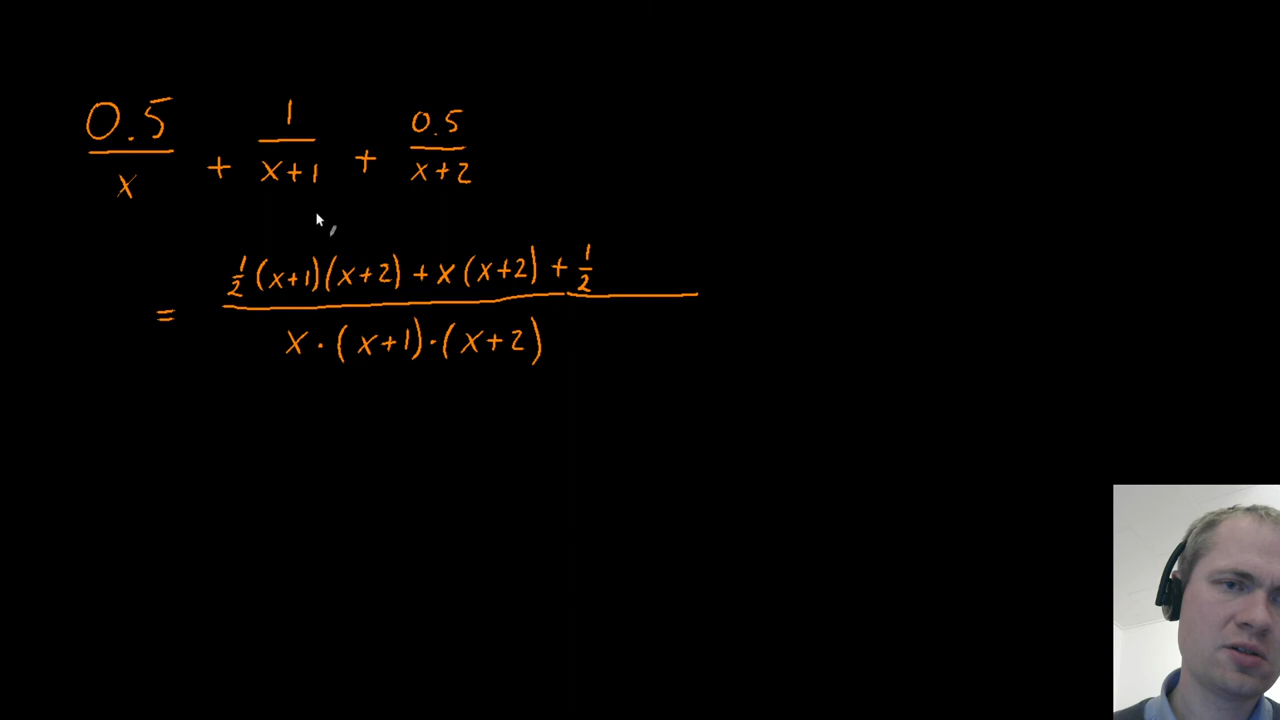 0.5/x + 1/(x+1) + 0.5/(x+2)
= (½(x+1)(x+2) + x(x+2) + ½)/(x·(x+1)·(x+2))